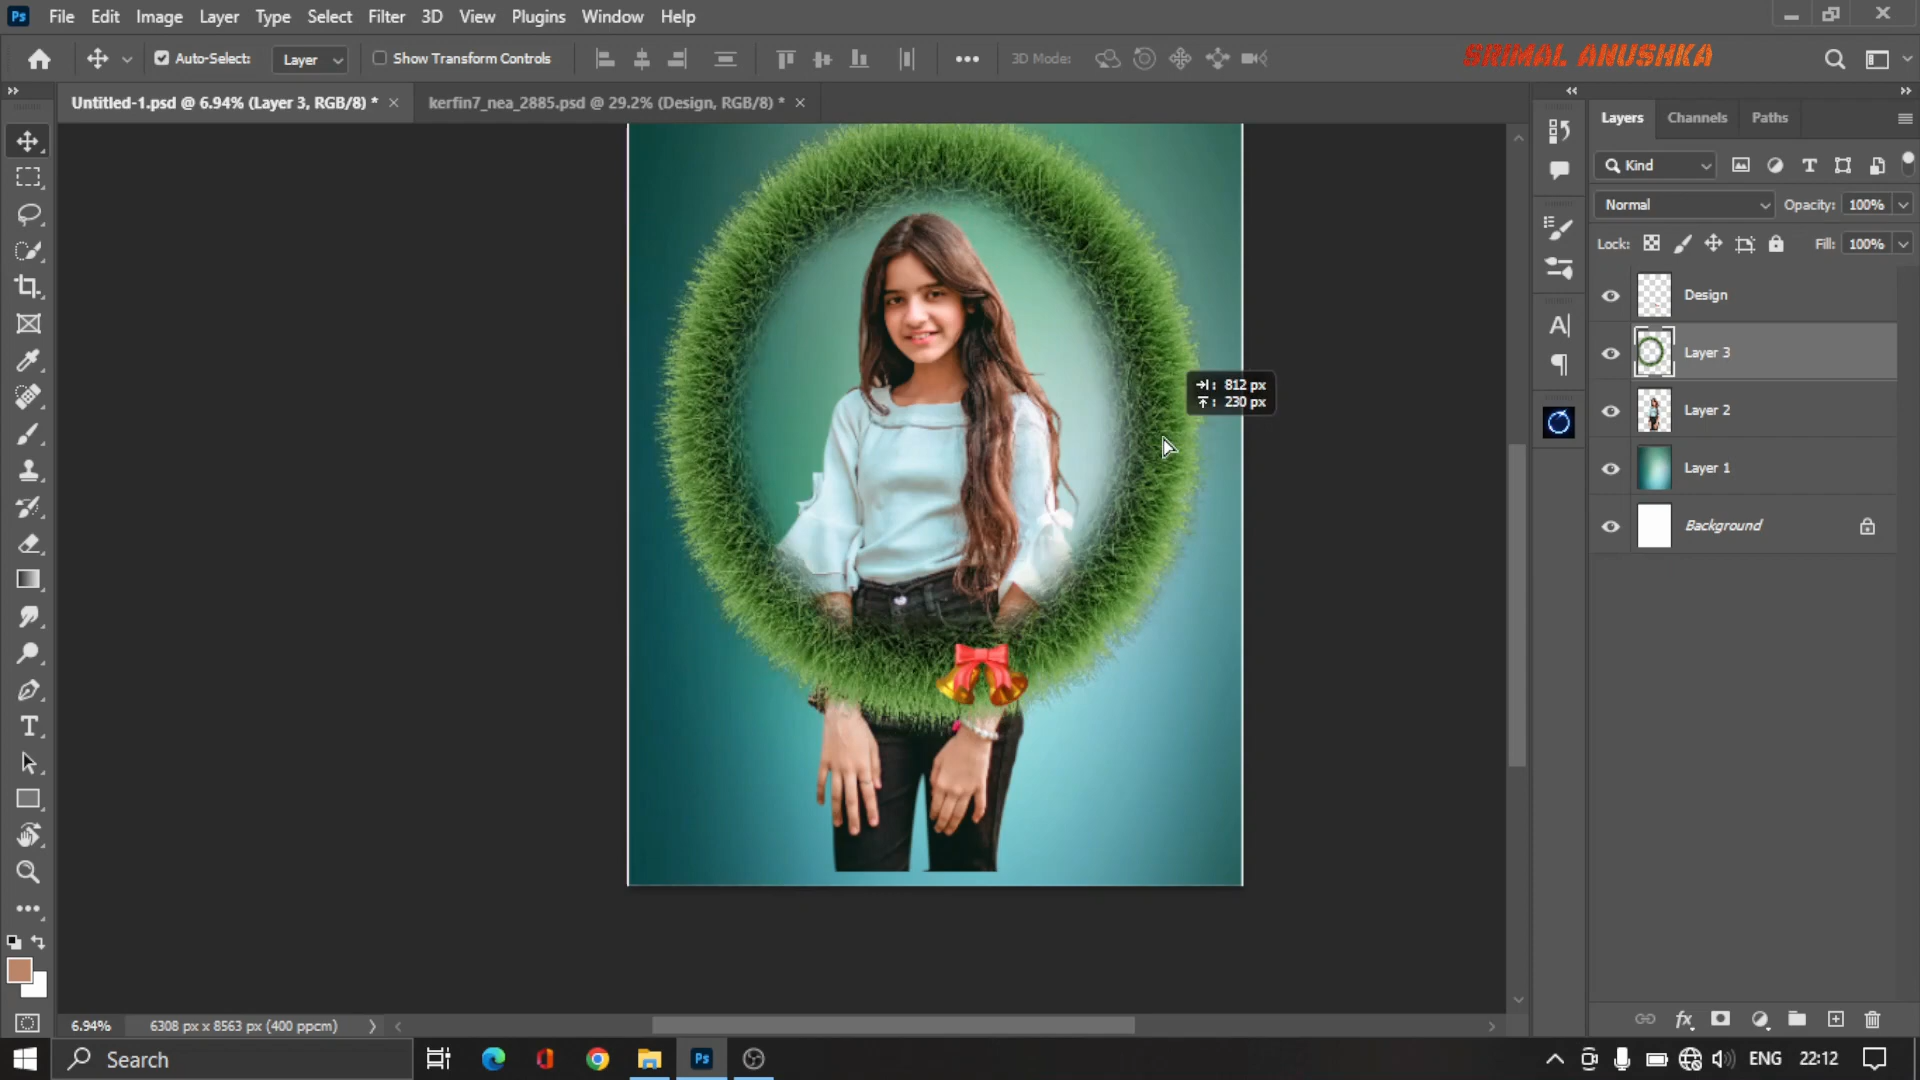 Ps File Edit Image Layer Type Select Filter 3D View Plugins Window Help
Auto-Select: Layer Show Transform Controls 3D Mode: SRIMAL ANUSHKA
Untitled-1.psd @ 6.94% (Layer 3, RGB/8) * × kerfin7_nea_2885.psd @ 29.2% (Design, RGB/8) * ×
Layers Channels Paths
Kind
Normal Opacity: 100%
Lock: Fill: 100%
Design
Layer 3
Layer 2
Layer 1
Background
: 812 px
: 230 px
6.94% 6308 px x 8563 px (400 ppcm)
Search Ps ENG 22:12